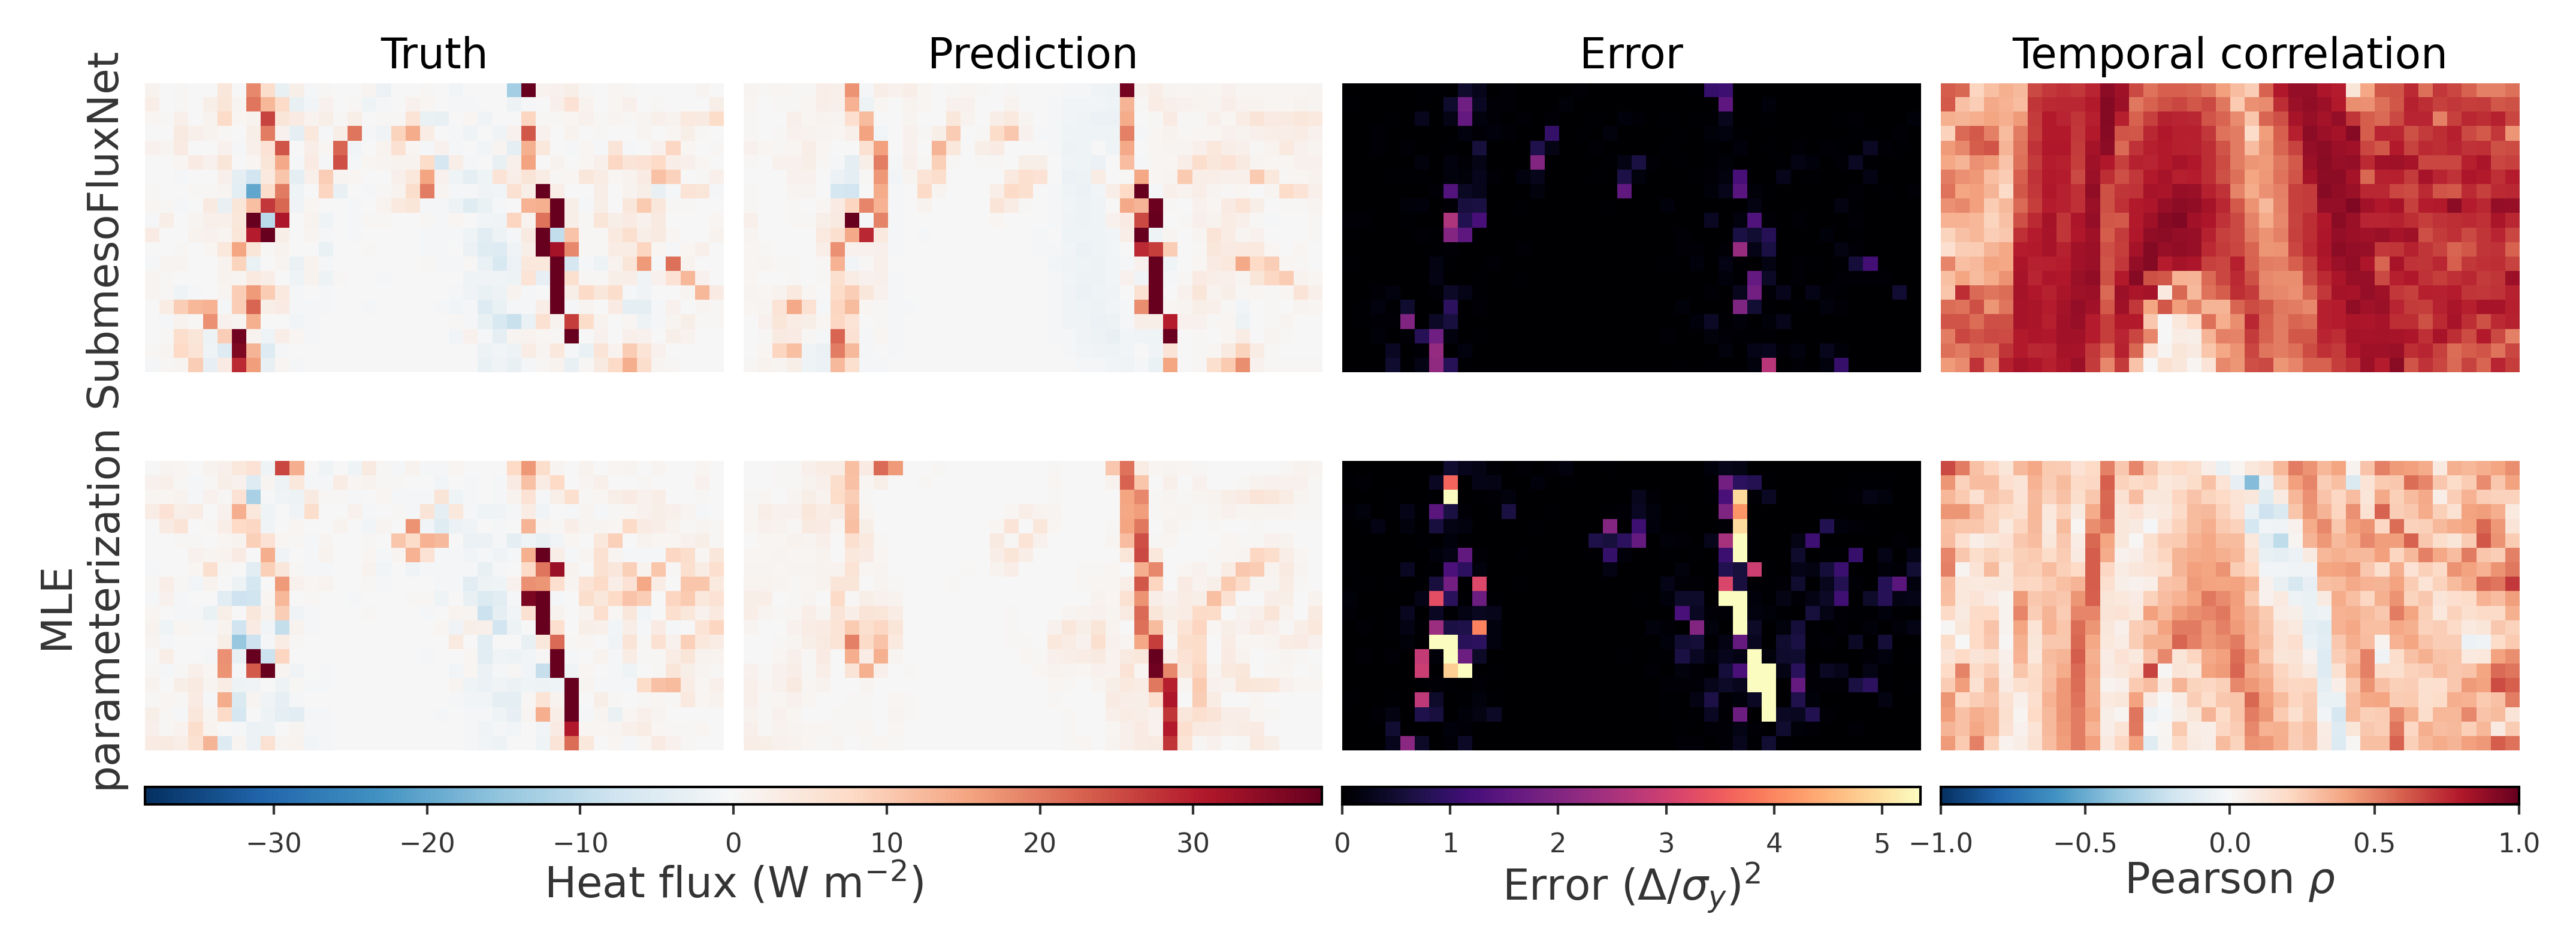 Truth
Prediction
Error
Temporal correlation
SubmesoFluxNet
MLE
parameterization
−30 −20 −10 0 10 20 30
Heat flux (W m⁻²)
0 1 2 3 4 5
Error (Δ/σ_y)²
−1.0 −0.5 0.0 0.5 1.0
Pearson ρ